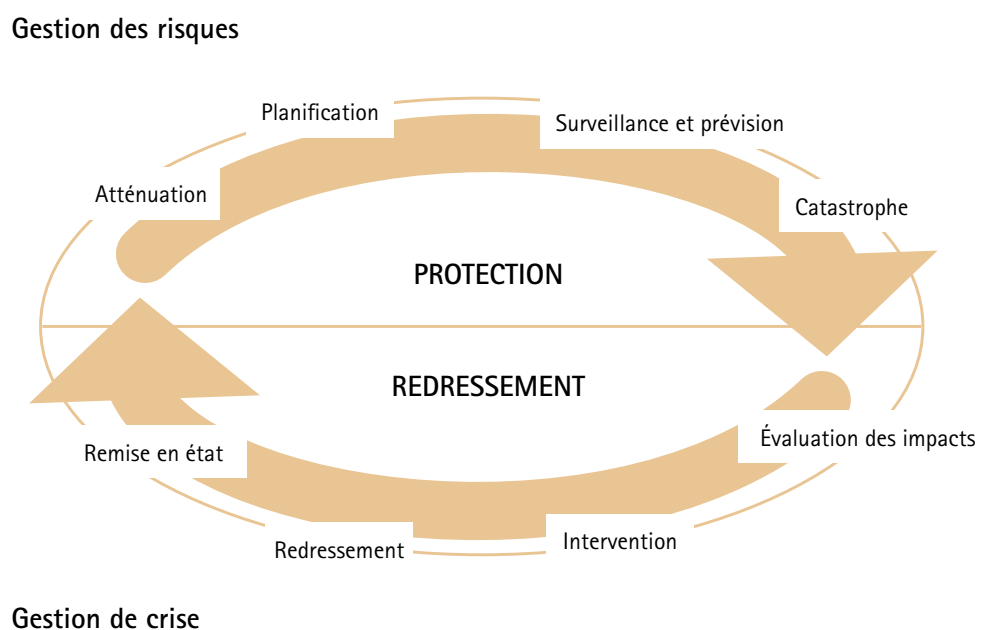 Gestion des risques
Planification
Surveillance et prévision
Atténuation
Catastrophe
PROTECTION
REDRESSEMENT
Évaluation des impacts
Remise en état
Intervention
Redressement
Gestion de crise